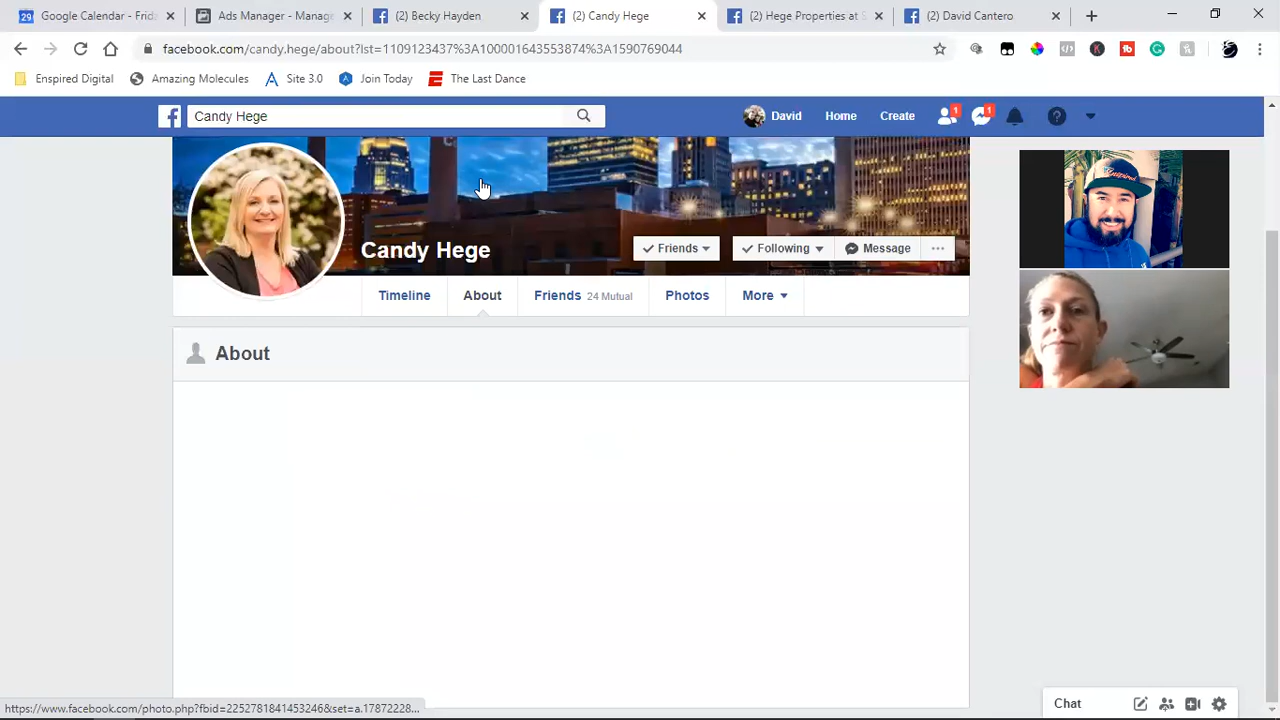 Google Calendar - Frida
Ads Manager - Manage
(2) Becky Hayden
(2) Candy Hege
(2) Hege Properties at S
(2) David Cantero
facebook.com/candy.hege/about?lst=1109123437%3A100001643553874%3A1590769044
Enspired Digital
Amazing Molecules
Site 3.0
Join Today
The Last Dance
Candy Hege
David
Home
Create
1
1
Candy Hege
Friends
Following
Message
Timeline
About
Friends 24 Mutual
Photos
More
About
https://www.facebook.com/photo.php?fbid=2252781841453246&set=a.17872228...
Chat